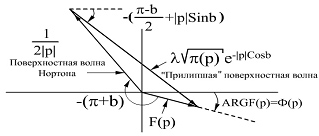 -(π-b/2+|p|Sinb)
1/2|p|
λ√π(p) e^-|p|Cosb
Поверхностная волна
Нортона
“Прилипшая” поверхностная волна
-(π+b)
ARGF(p)=Φ(p)
F(p)